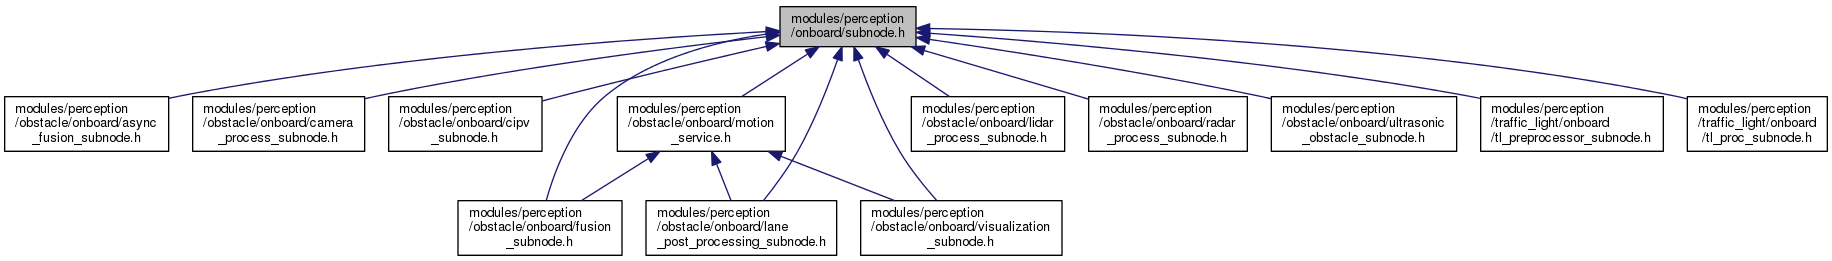 modules/perception
/onboard/subnode.h
modules/perception
/obstacle/onboard/async
_fusion_subnode.h
modules/perception
/obstacle/onboard/camera
_process_subnode.h
modules/perception
/obstacle/onboard/cipv
_subnode.h
modules/perception
/obstacle/onboard/motion
_service.h
modules/perception
/obstacle/onboard/lidar
_process_subnode.h
modules/perception
/obstacle/onboard/radar
_process_subnode.h
modules/perception
/obstacle/onboard/ultrasonic
_obstacle_subnode.h
modules/perception
/traffic_light/onboard
/tl_preprocessor_subnode.h
modules/perception
/traffic_light/onboard
/tl_proc_subnode.h
modules/perception
/obstacle/onboard/fusion
_subnode.h
modules/perception
/obstacle/onboard/lane
_post_processing_subnode.h
modules/perception
/obstacle/onboard/visualization
_subnode.h